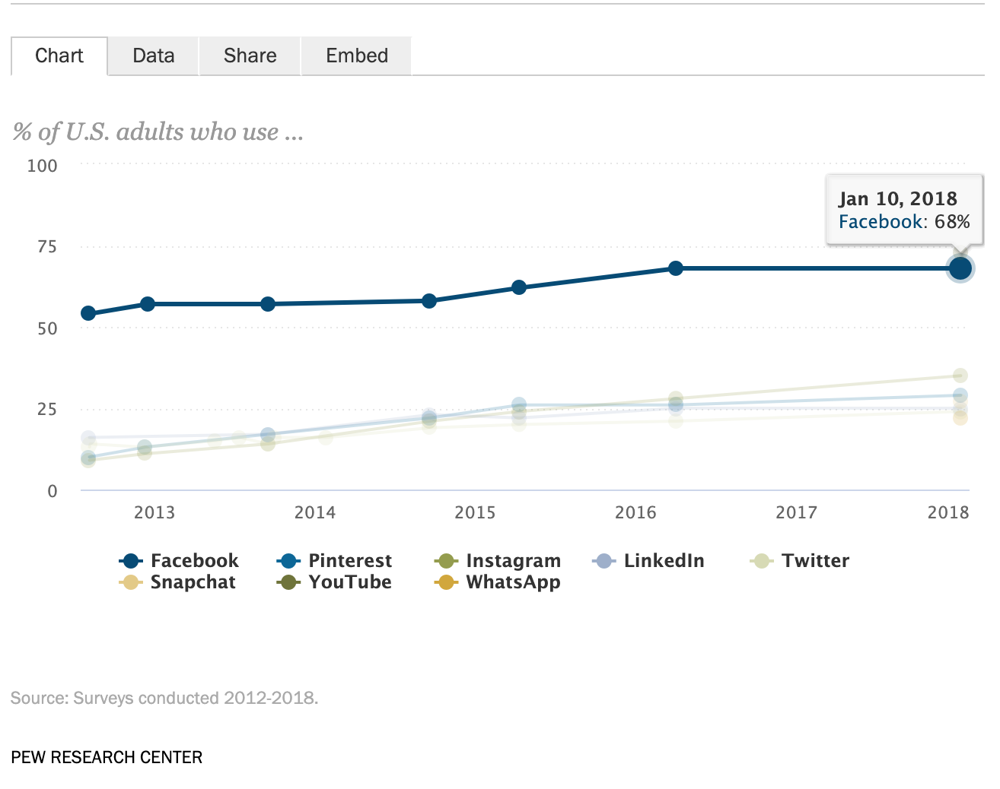 Chart Data Share Embed
% of U.S. adults who use ...
100
Jan 10, 2018
Facebook: 68%
75
50
25
0
2013 2014 2015 2016 2017 2018
Facebook Pinterest Instagram LinkedIn Twitter
Snapchat YouTube WhatsApp
Source: Surveys conducted 2012-2018.
PEW RESEARCH CENTER